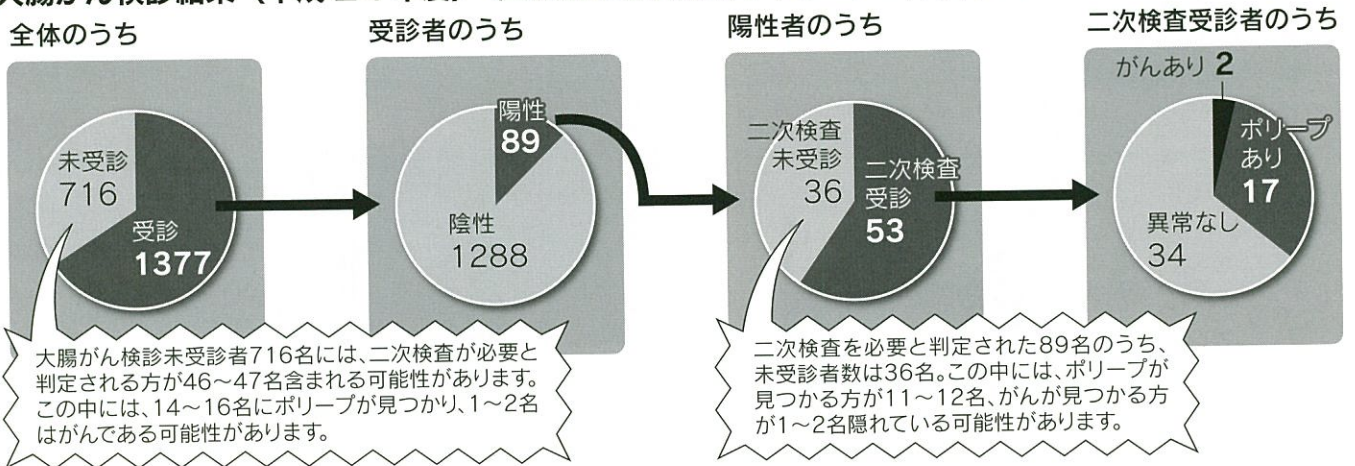 全体のうち
未受診
716
受診
1377
受診者のうち
陽性
89
陰性
1288
陽性者のうち
二次検査
未受診
36
二次検査
受診
53
二次検査受診者のうち
がんあり 2
ポリープ
あり
17
異常なし
34
大腸がん検診未受診者716名には、二次検査が必要と
判定される方が46～47名含まれる可能性があります。
この中には、14～16名にポリープが見つかり、1～2名
はがんである可能性があります。
二次検査を必要と判定された89名のうち、
未受診者数は36名。この中には、ポリープが
見つかる方が11～12名、がんが見つかる方
が1～2名隠れている可能性があります。